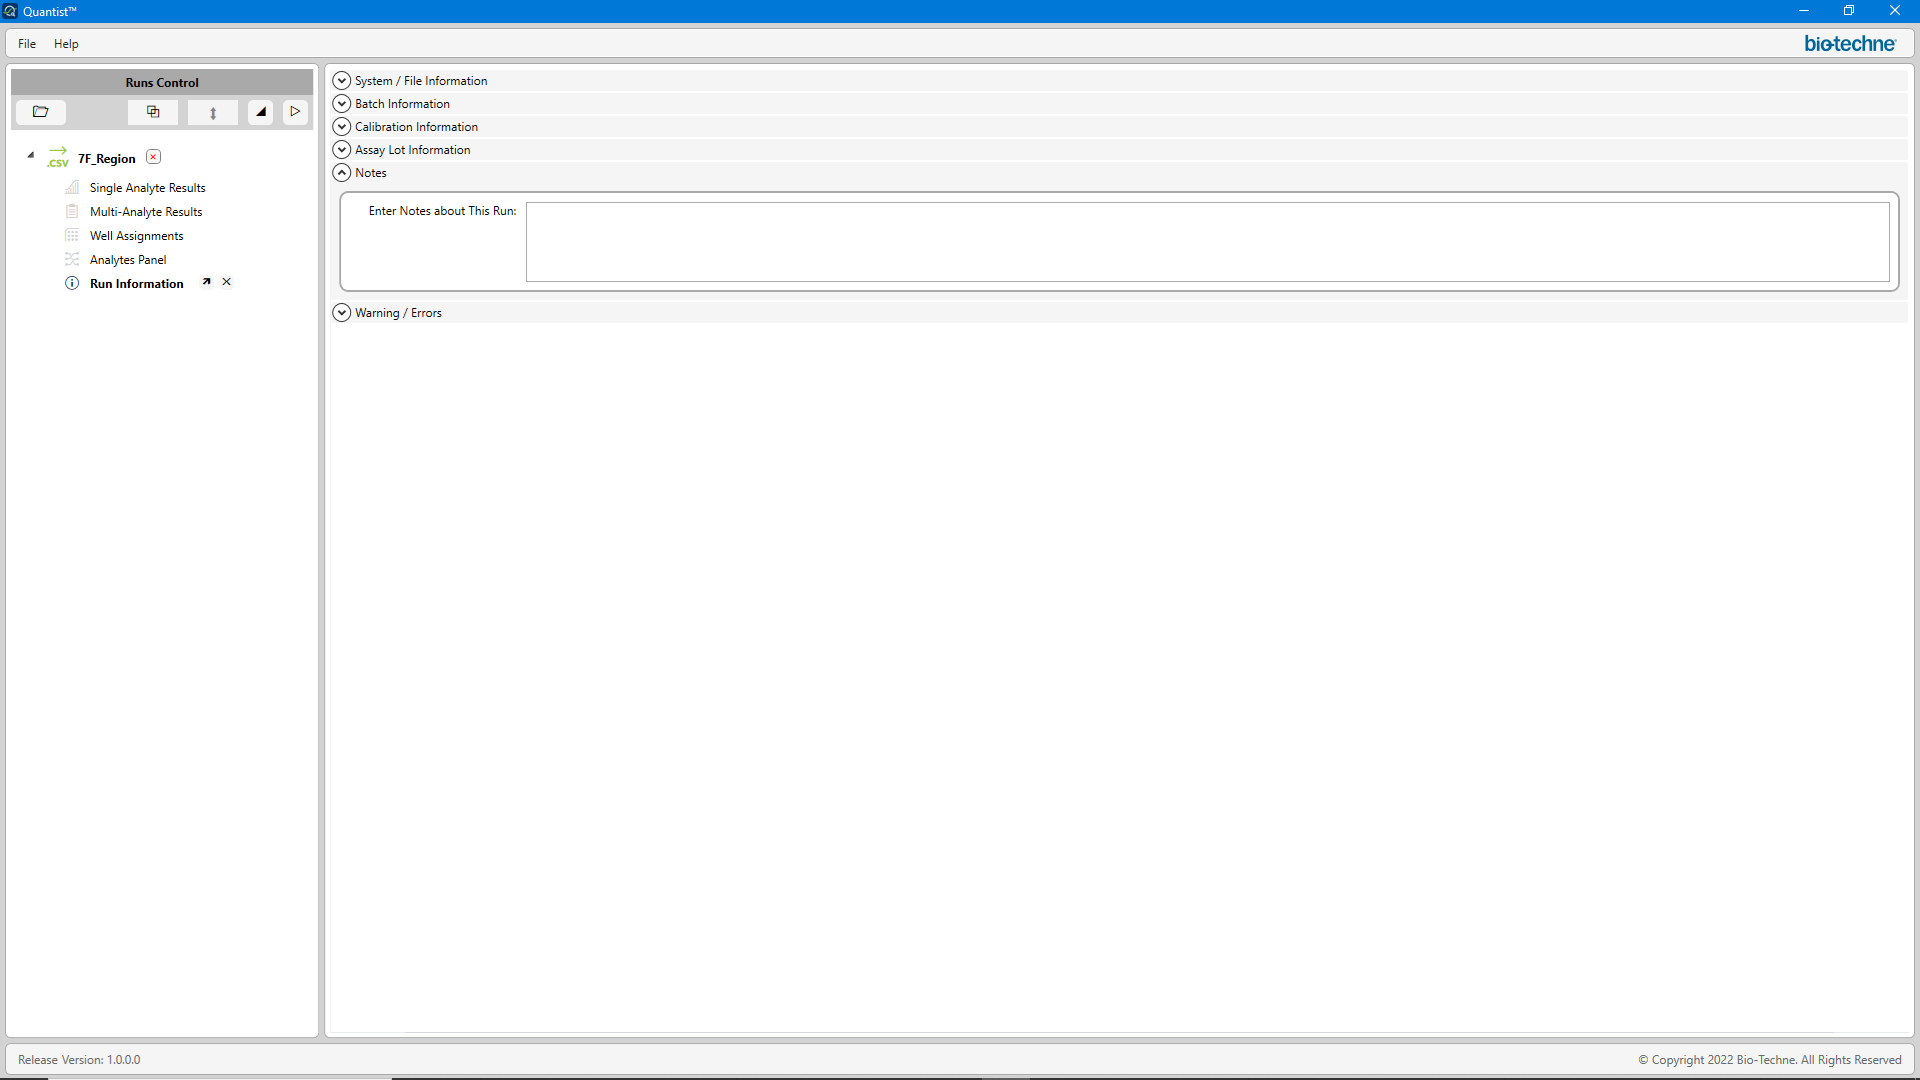 Quantist™
File Help
bio-techne
Runs Control
.CSV 7F_Region
Single Analyte Results
Multi-Analyte Results
Well Assignments
Analytes Panel
Run Information
System / File Information
Batch Information
Calibration Information
Assay Lot Information
Notes
Enter Notes about This Run:
Warning / Errors
Release Version: 1.0.0.0
© Copyright 2022 Bio-Techne. All Rights Reserved